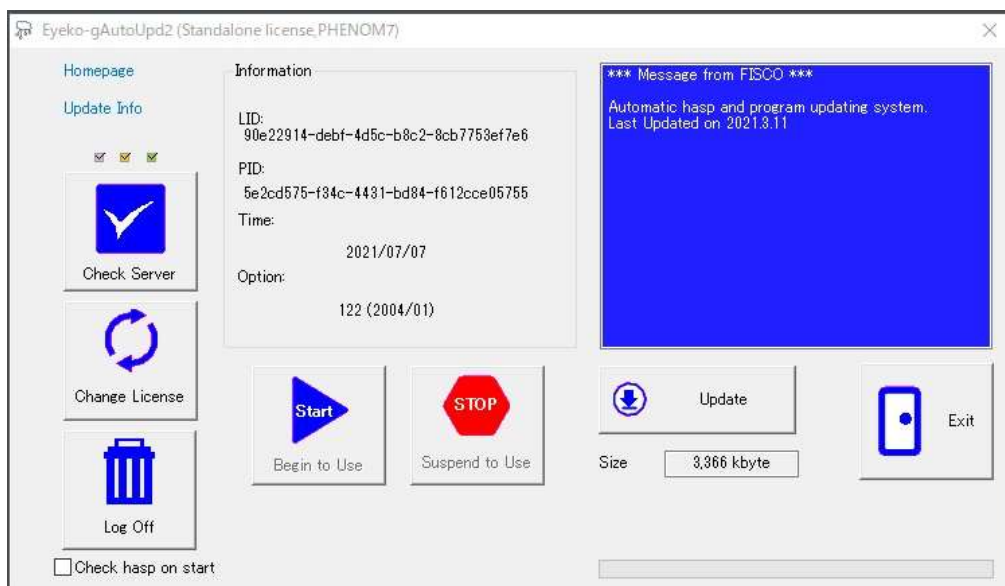 Eyeko-gAutoUpd2 (Standalone license,PHENOM7)
Homepage
Update Info
Check Server
Change License
Log Off
Check hasp on start
Information
LID:
90e22914-debf-4d5c-b8c2-8cb7753ef7e6
PID:
5e2cd575-f34c-4431-bd84-f612cce05755
Time:
2021/07/07
Option:
122 (2004/01)
Start
Begin to Use
STOP
Suspend to Use
*** Message from FISCO ***
Automatic hasp and program updating system.
Last Updated on 2021.3.11
Update
Size
3,366 kbyte
Exit